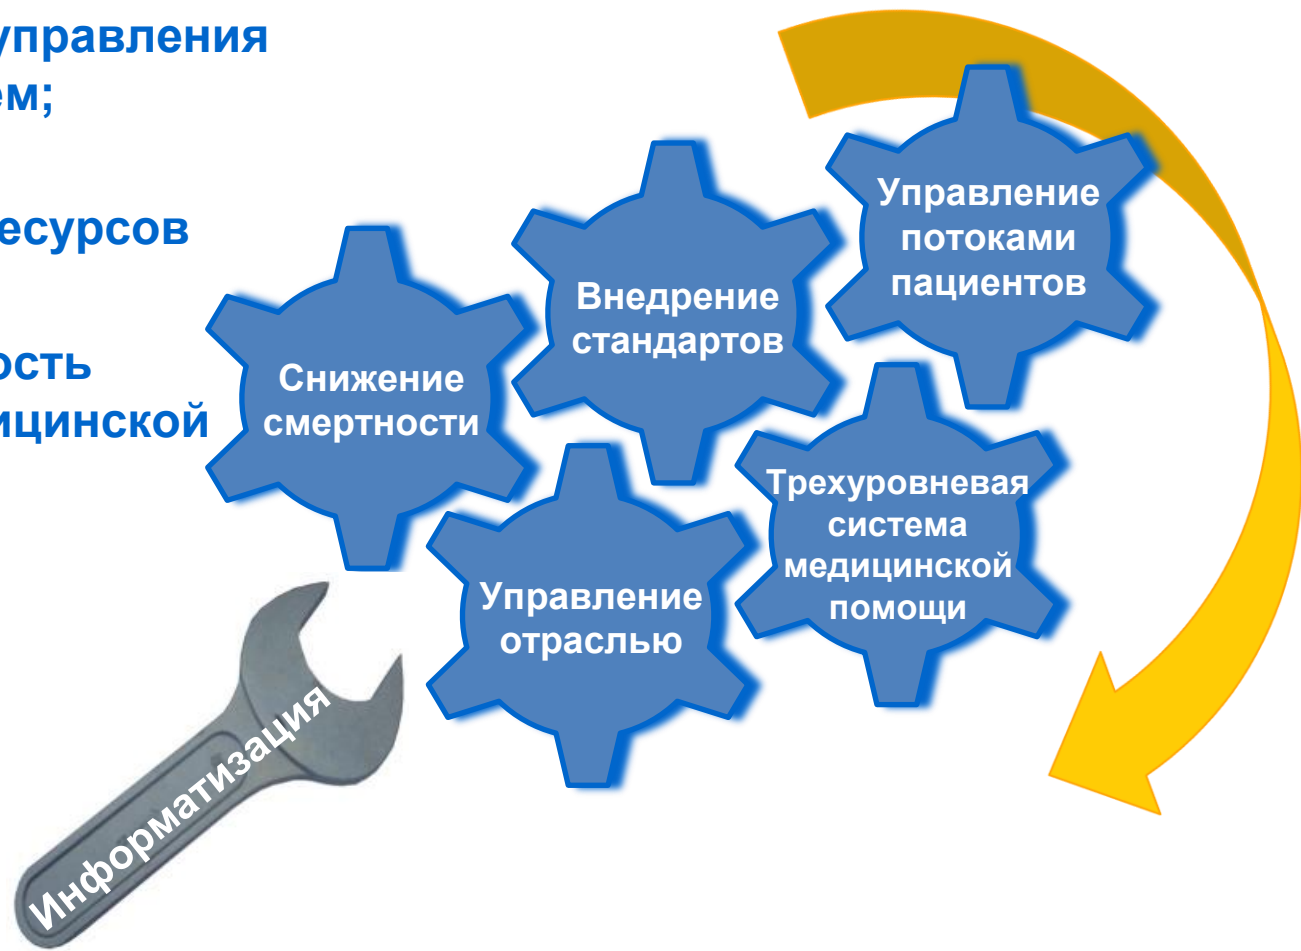 управления
ем;
есурсов
ость
ицинской
Управление
потоками
пациентов
Внедрение
стандартов
Снижение
смертности
Трехуровневая
система
медицинской
помощи
Управление
отраслью
Информатизация